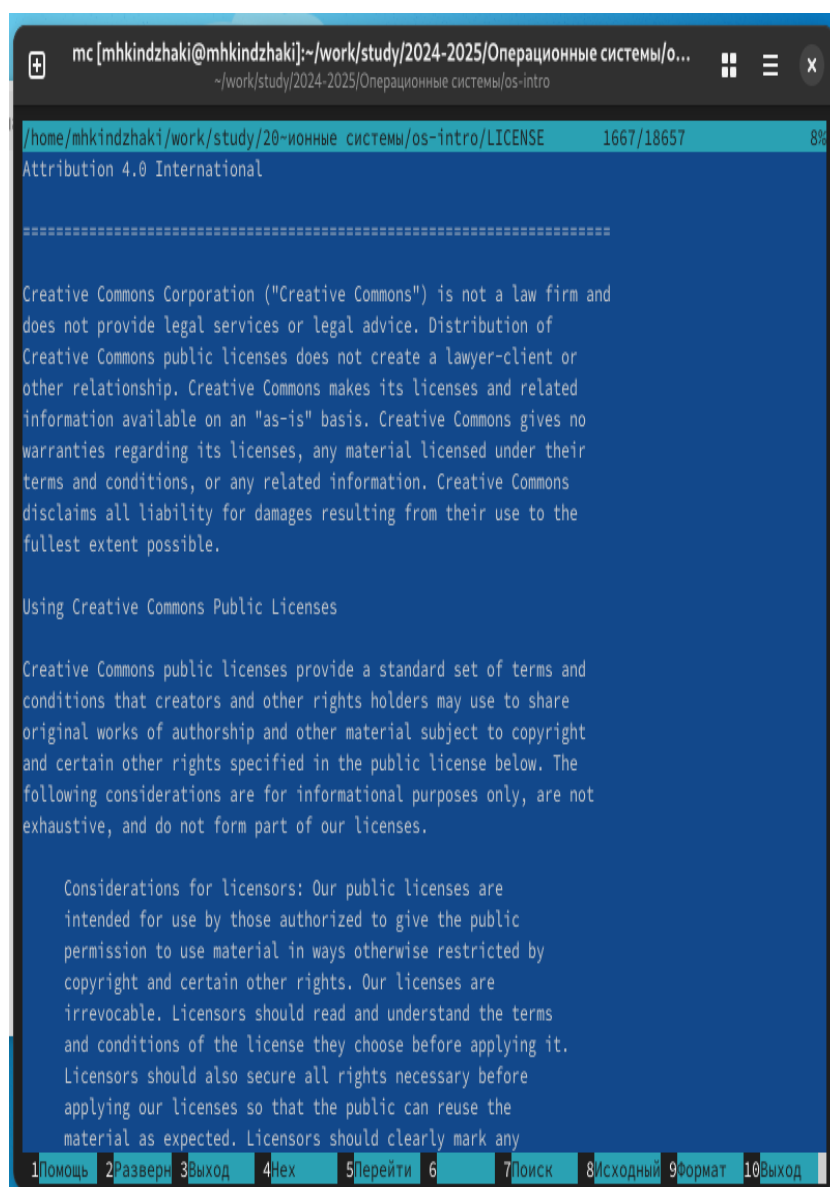 mc [mhkindzhaki@mhkindzhaki]:~/work/study/2024-2025/Операционные системы/o...
~/work/study/2024-2025/Операционные системы/os-intro
/home/mhkindzhaki/work/study/20~ионные системы/os-intro/LICENSE 1667/18657 8%
Attribution 4.0 International
=======================================================================
Creative Commons Corporation ("Creative Commons") is not a law firm and
does not provide legal services or legal advice. Distribution of
Creative Commons public licenses does not create a lawyer-client or
other relationship. Creative Commons makes its licenses and related
information available on an "as-is" basis. Creative Commons gives no
warranties regarding its licenses, any material licensed under their
terms and conditions, or any related information. Creative Commons
disclaims all liability for damages resulting from their use to the
fullest extent possible.
Using Creative Commons Public Licenses
Creative Commons public licenses provide a standard set of terms and
conditions that creators and other rights holders may use to share
original works of authorship and other material subject to copyright
and certain other rights specified in the public license below. The
following considerations are for informational purposes only, are not
exhaustive, and do not form part of our licenses.
Considerations for licensors: Our public licenses are
intended for use by those authorized to give the public
permission to use material in ways otherwise restricted by
copyright and certain other rights. Our licenses are
irrevocable. Licensors should read and understand the terms
and conditions of the license they choose before applying it.
Licensors should also secure all rights necessary before
applying our licenses so that the public can reuse the
material as expected. Licensors should clearly mark any
1Помощь 2Разверн 3Выход 4Hex 5Перейти 6 7Поиск 8Исходный 9Формат 10Выход